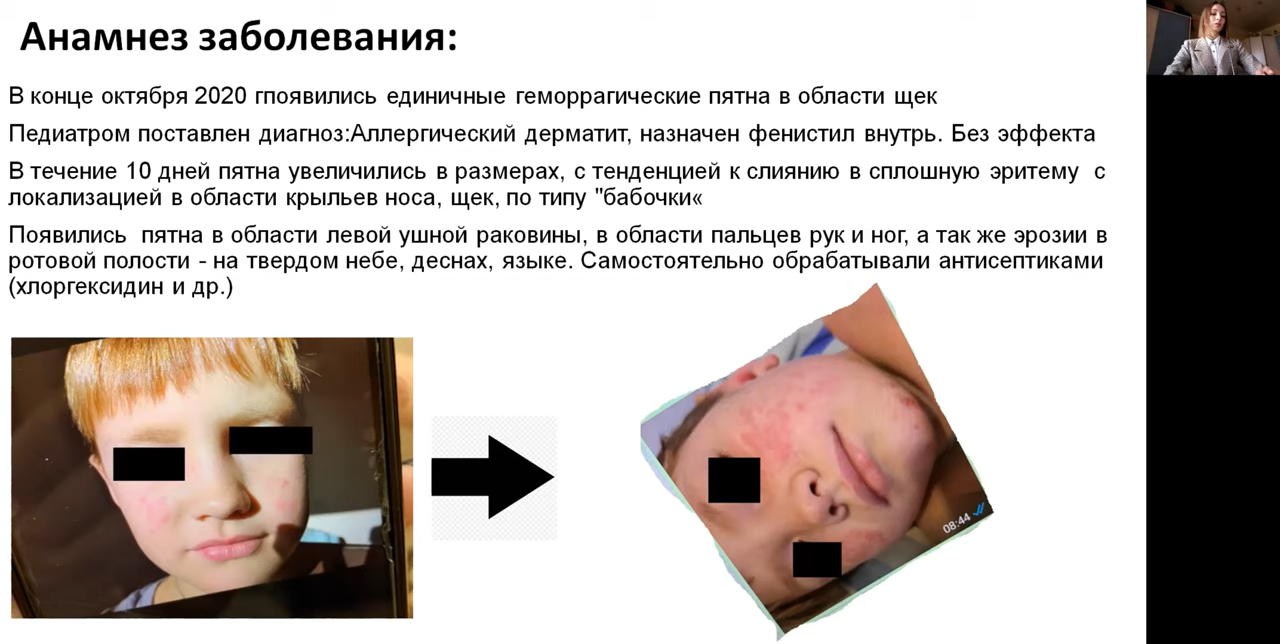 Анамнез заболевания:
В конце октября 2020 гпоявились единичные геморрагические пятна в области щек
Педиатром поставлен диагноз:Аллергический дерматит, назначен фенистил внутрь. Без эффекта
В течение 10 дней пятна увеличились в размерах, с тенденцией к слиянию в сплошную эритему с
локализацией в области крыльев носа, щек, по типу "бабочки«
Появились пятна в области левой ушной раковины, в области пальцев рук и ног, а так же эрозии в
ротовой полости - на твердом небе, деснах, языке. Самостоятельно обрабатывали антисептиками
(хлоргексидин и др.)
08:44